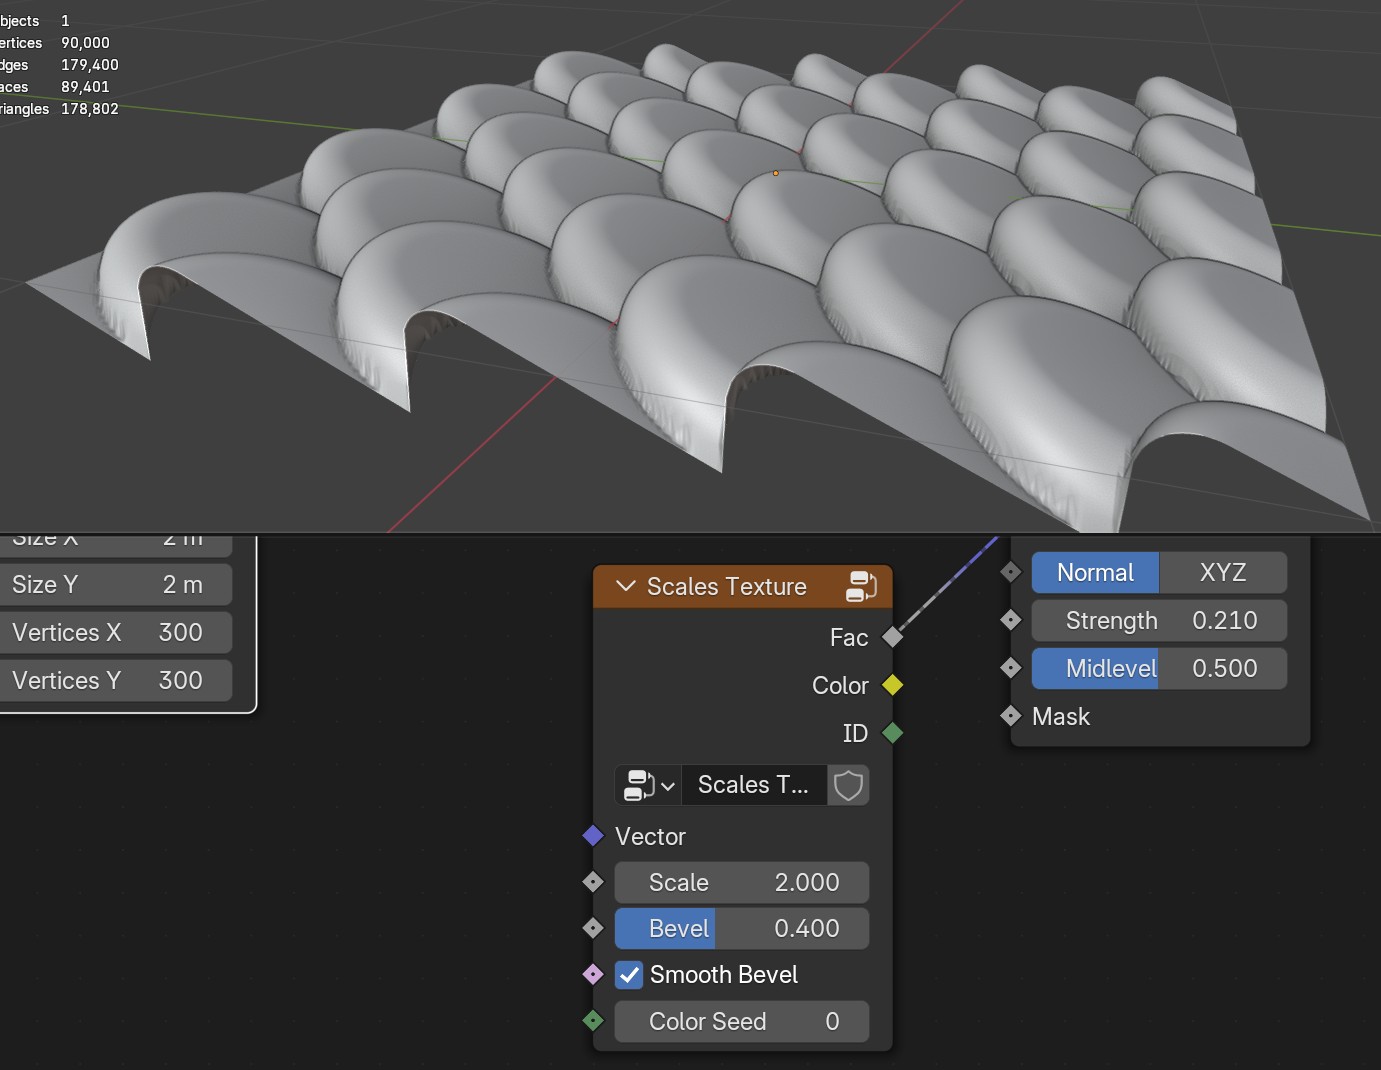 bjects 1
ertices 90,000
dges 179,400
aces 89,401
riangles 178,802
Size X 2 m
Size Y 2 m
Vertices X 300
Vertices Y 300
Scales Texture
Fac
Color
ID
Scales T...
Vector
Scale 2.000
Bevel 0.400
Smooth Bevel
Color Seed 0
Normal XYZ
Strength 0.210
Midlevel 0.500
Mask